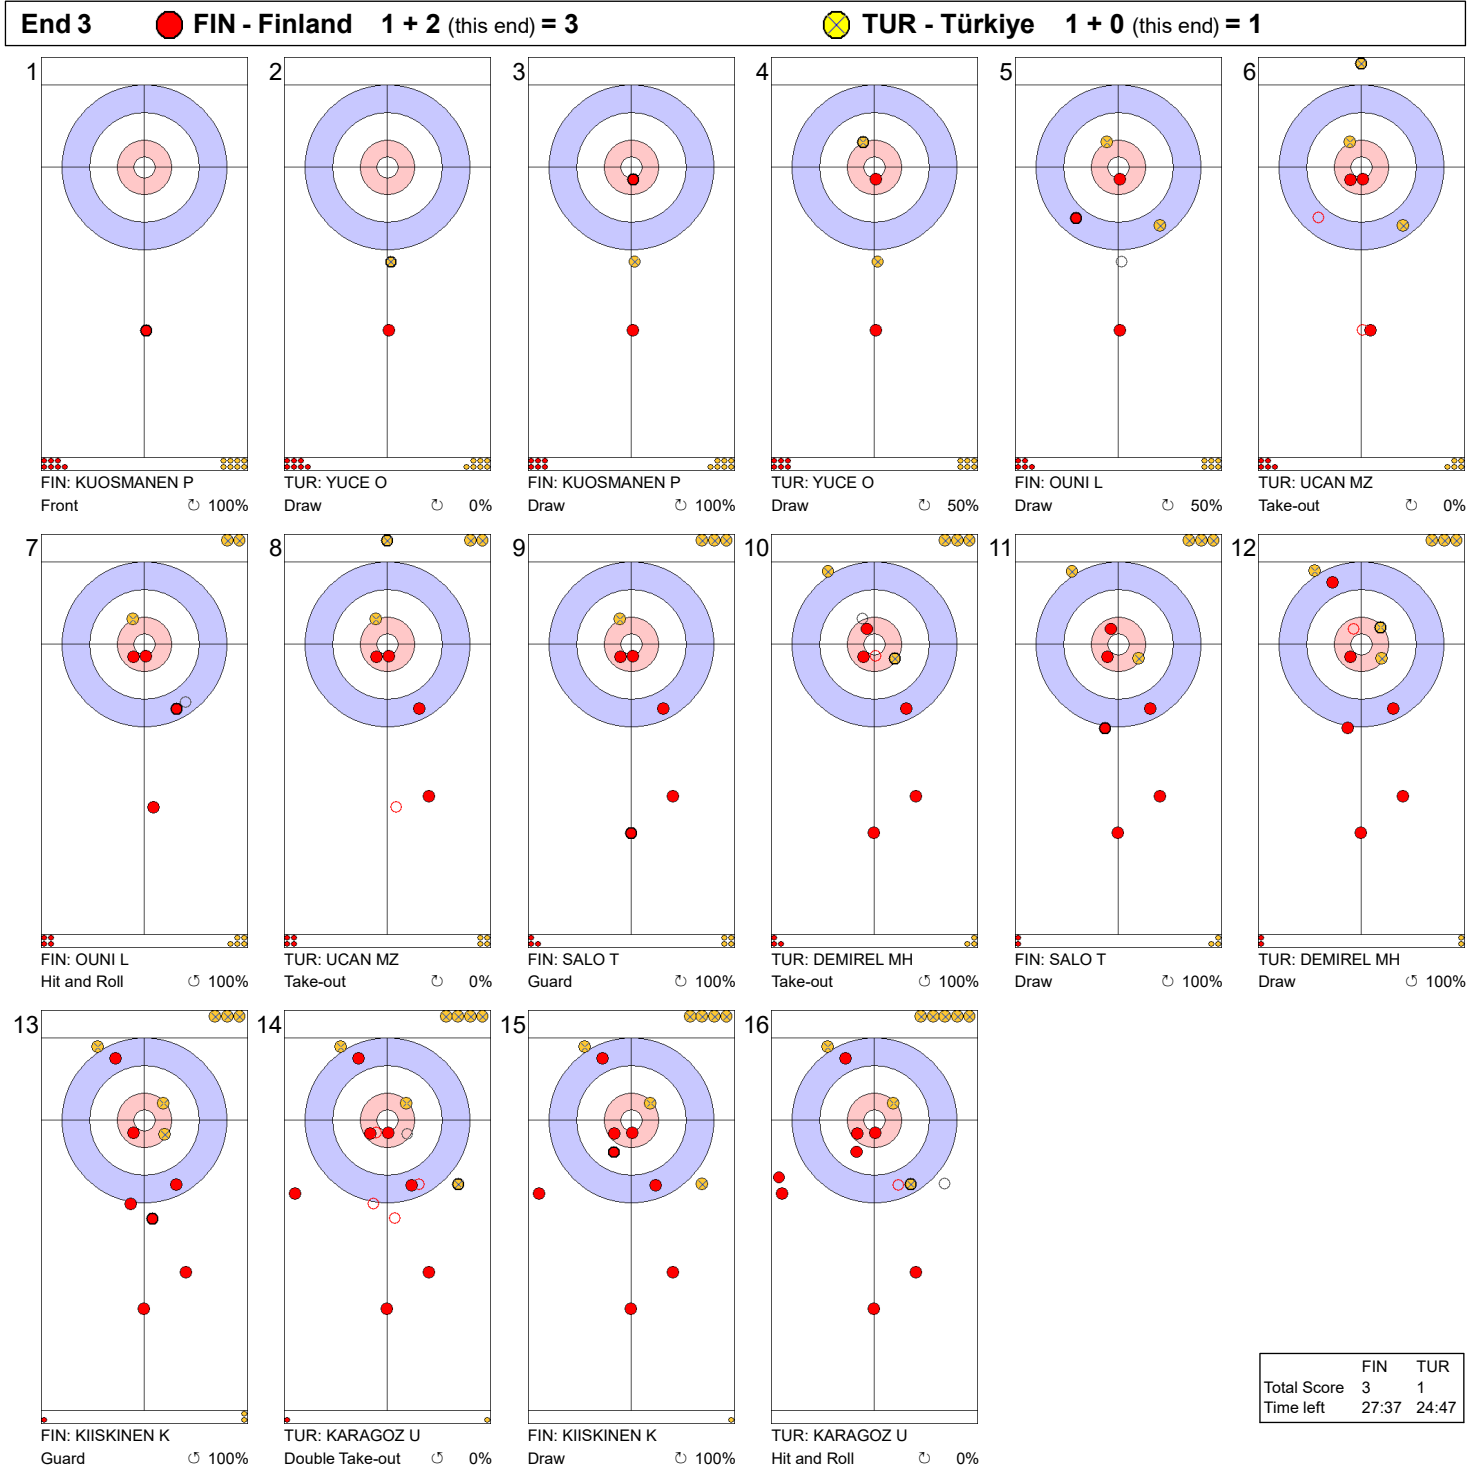 End 3 FIN - Finland 1 + 2 (this end) = 3 TUR - Türkiye 1 + 0 (this end) = 1
1 2 3 4 5 6
FIN: KUOSMANEN P TUR: YUCE O FIN: KUOSMANEN P TUR: YUCE O FIN: OUNI L TUR: UCAN MZ
Front ↻ 100% Draw ↻ 0% Draw ↻ 100% Draw ↻ 50% Draw ↻ 50% Take-out ↻ 0%
7 8 9 10 11 12
FIN: OUNI L TUR: UCAN MZ FIN: SALO T TUR: DEMIREL MH FIN: SALO T TUR: DEMIREL MH
Hit and Roll ↺ 100% Take-out ↺ 0% Guard ↻ 100% Take-out ↺ 100% Draw ↻ 100% Draw ↺ 100%
13 14 15 16
FIN: KIISKINEN K TUR: KARAGOZ U FIN: KIISKINEN K TUR: KARAGOZ U
Guard ↻ 100% Double Take-out ↺ 0% Draw ↻ 100% Hit and Roll ↻ 0%
FIN TUR
Total Score 3 1
Time left 27:37 24:47